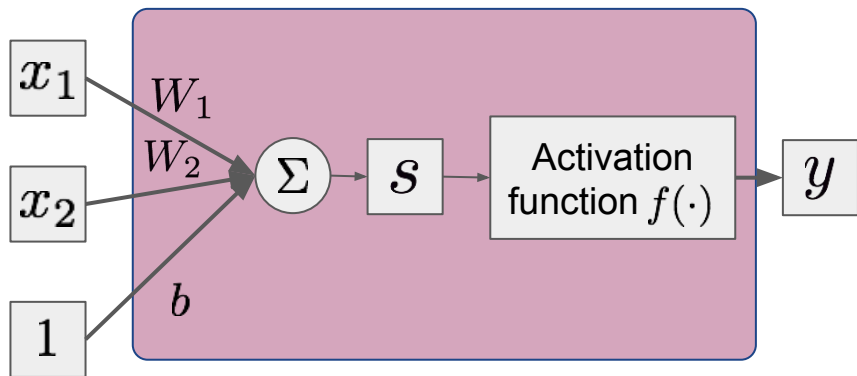 x₁
W₁
W₂
x₂
1
b
Σ
s
Activation
function f(·)
y